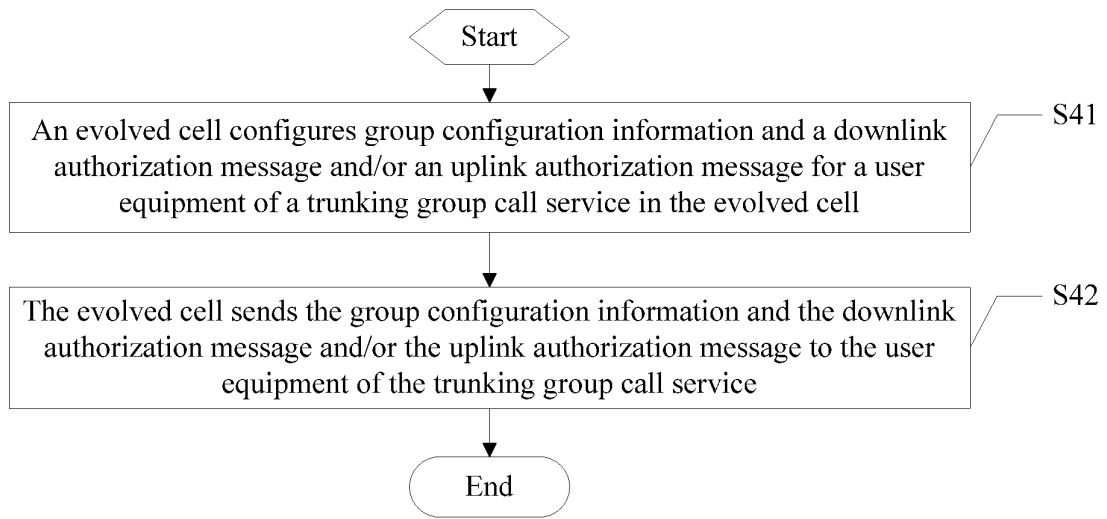 Start
An evolved cell configures group configuration information and a downlink
authorization message and/or an uplink authorization message for a user
equipment of a trunking group call service in the evolved cell
S41
The evolved cell sends the group configuration information and the downlink
authorization message and/or the uplink authorization message to the user
equipment of the trunking group call service
S42
End